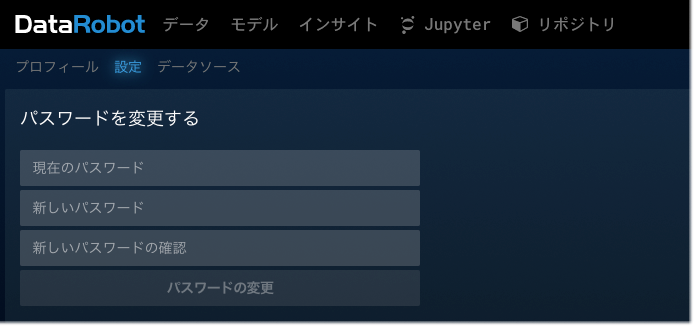 DataRobot データ モデル インサイト Jupyter リポジトリ
プロフィール 設定 データソース
パスワードを変更する
現在のパスワード
新しいパスワード
新しいパスワードの確認
パスワードの変更